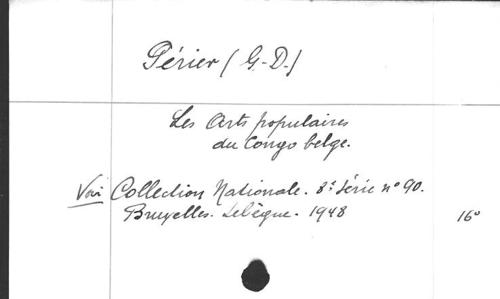 Périer (G.-D.)
Les Arts populaires
du Congo belge.
Voir Collection Nationale. 8e Série n° 90.
Bruxelles. Lebègue. 1948
16°